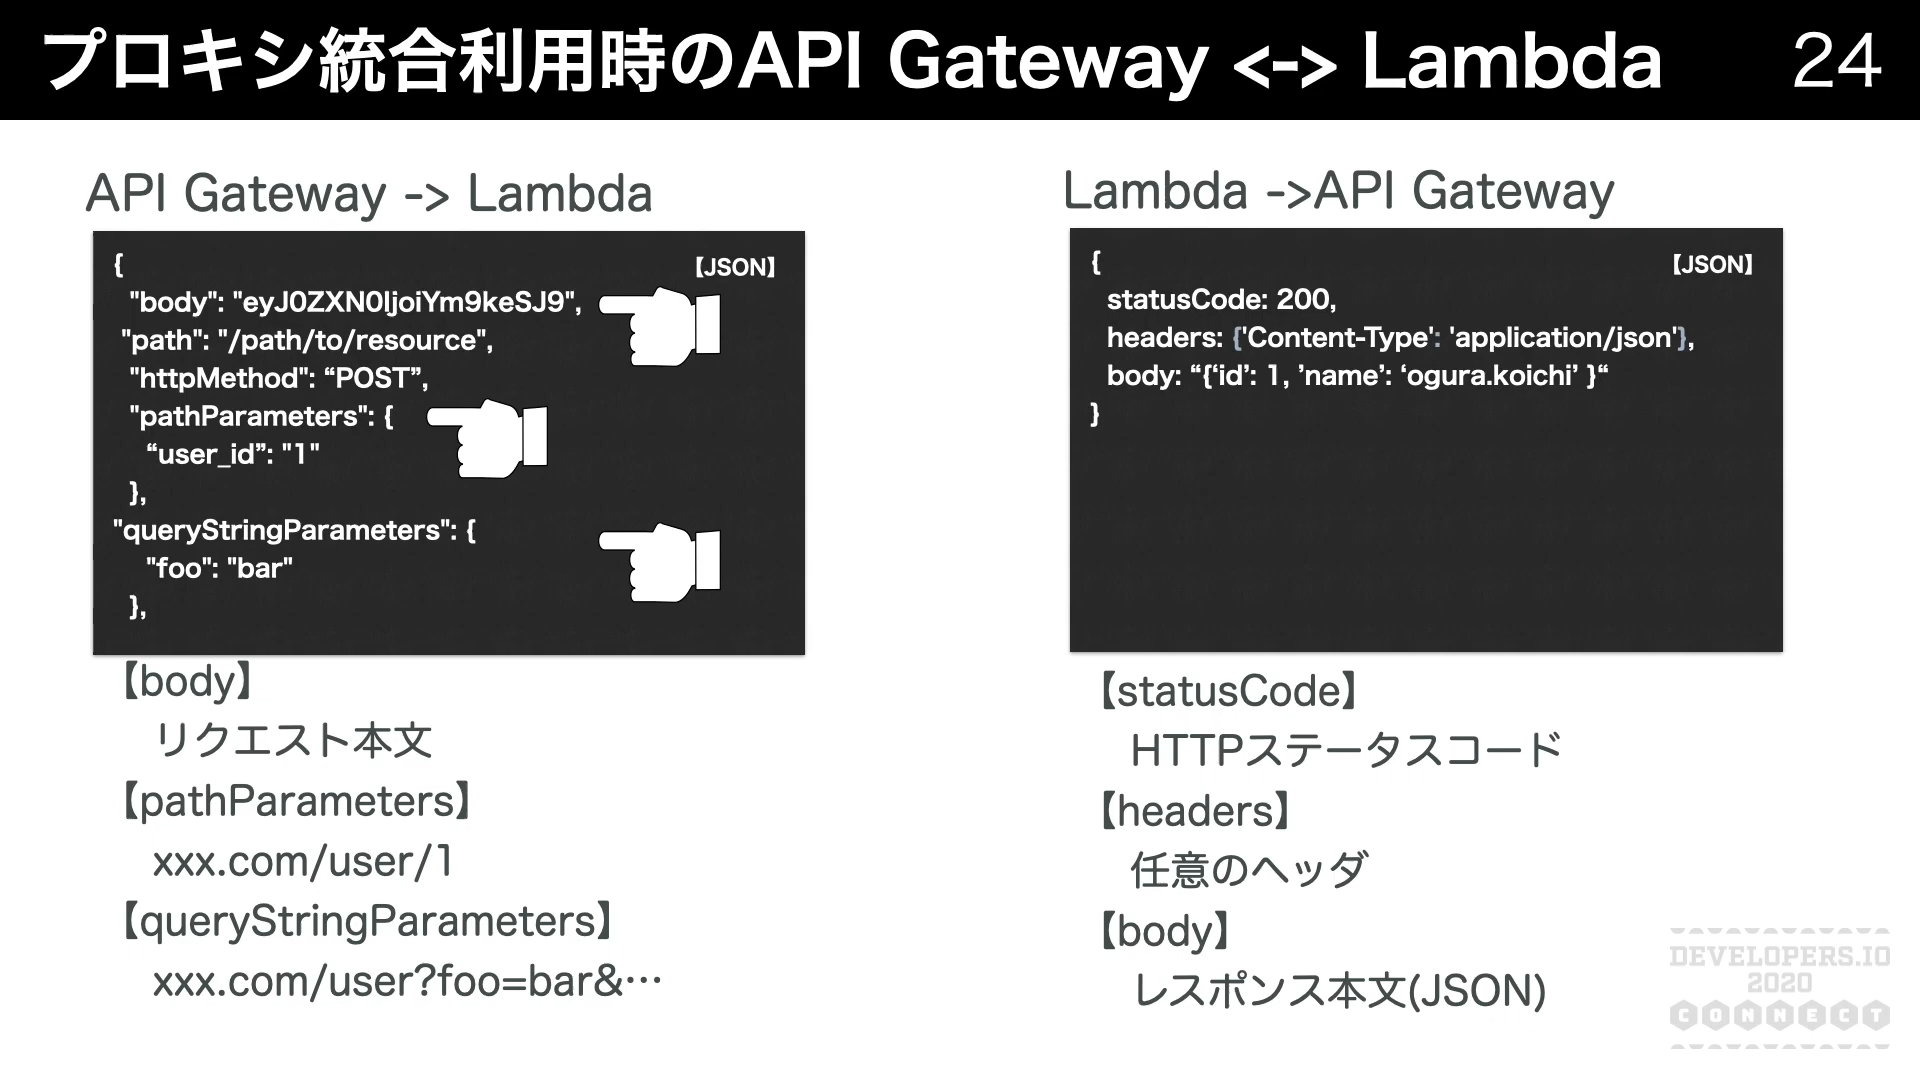 プロキシ統合利用時のAPI Gateway <-> Lambda
24
API Gateway -> Lambda
{
【JSON】
"body": "eyJ0ZXN0IjoiYm9keSJ9",
"path": "/path/to/resource",
"httpMethod": “POST”,
"pathParameters": {
“user_id”: "1"
},
"queryStringParameters": {
"foo": "bar"
},
【body】
リクエスト本文
【pathParameters】
xxx.com/user/1
【queryStringParameters】
xxx.com/user?foo=bar&…
Lambda ->API Gateway
{
【JSON】
statusCode: 200,
headers: {'Content-Type': 'application/json'},
body: “{‘id’: 1, ’name’: ‘ogura.koichi’ }“
}
【statusCode】
HTTPステータスコード
【headers】
任意のヘッダ
【body】
レスポンス本文(JSON)
DEVELOPERS.IO
2020
CONNECT